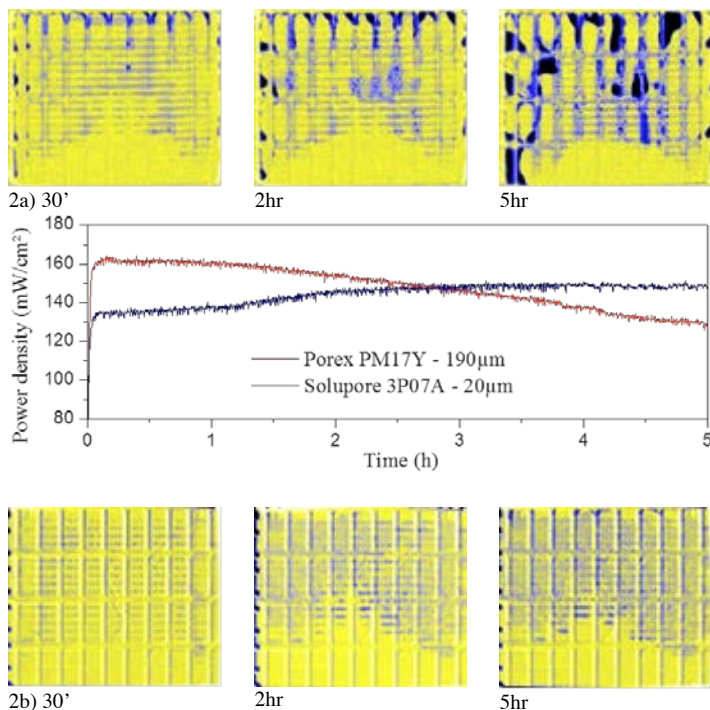 2a) 30' 2hr 5hr
180
160
140
120
100
80
Power density (mW/cm²)
Porex PM17Y - 190µm
Solupore 3P07A - 20µm
0 1 2 3 4 5
Time (h)
2b) 30' 2hr 5hr